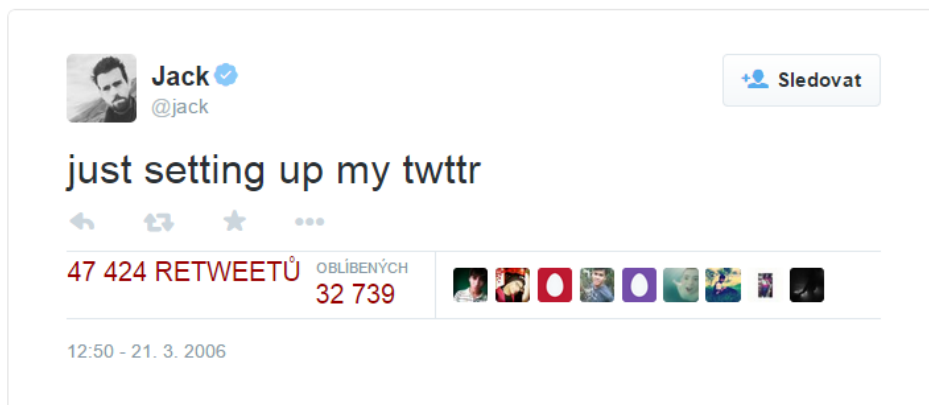 Jack
@jack
Sledovat
just setting up my twttr
47 424 RETWEETŮ
OBLÍBENÝCH
32 739
12:50 - 21. 3. 2006